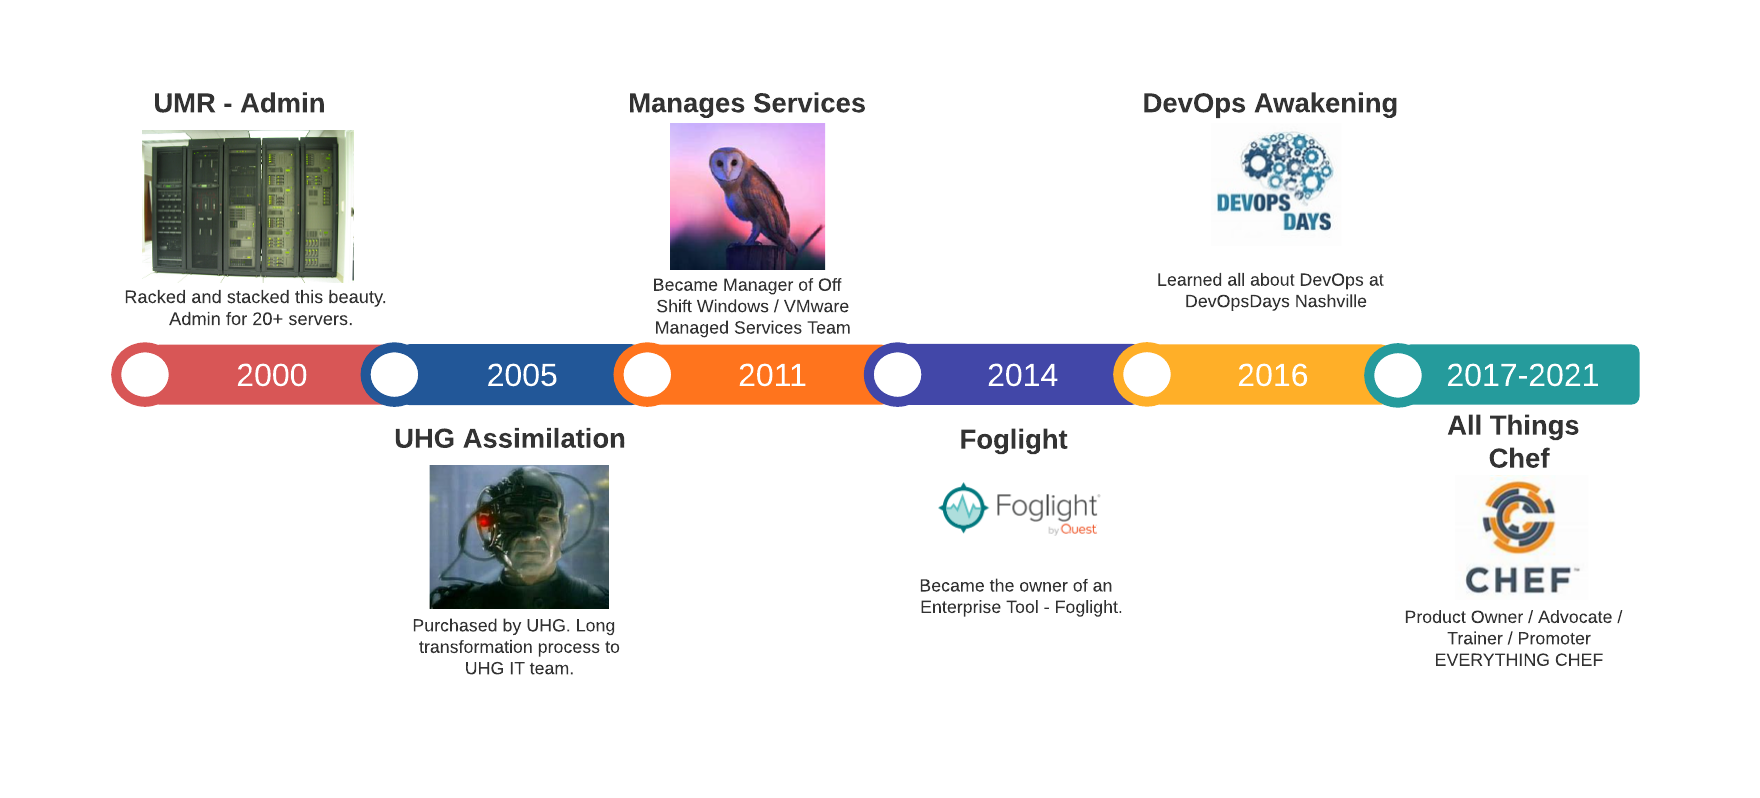 UMR - Admin
Racked and stacked this beauty.
Admin for 20+ servers.
Manages Services
Became Manager of Off
Shift Windows / VMware
Managed Services Team
DevOps Awakening
DEVOPS
DAYS
Learned all about DevOps at
DevOpsDays Nashville
2000
2005
2011
2014
2016
2017-2021
UHG Assimilation
Purchased by UHG. Long
transformation process to
UHG IT team.
Foglight
Foglight
by Quest
Became the owner of an
Enterprise Tool - Foglight.
All Things
Chef
CHEF™
Product Owner / Advocate /
Trainer / Promoter
EVERYTHING CHEF